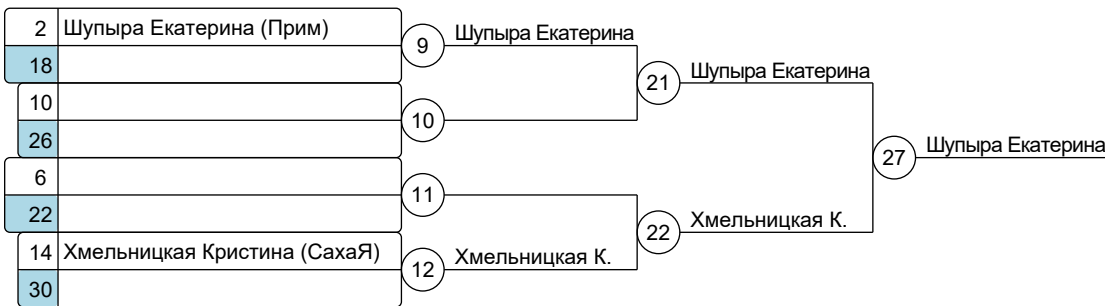 2 Шупыра Екатерина (Прим)
9 Шупыра Екатерина
18
21 Шупыра Екатерина
10
10
26
27 Шупыра Екатерина
6
11
22
22 Хмельницкая К.
14 Хмельницкая Кристина (СахаЯ)
12 Хмельницкая К.
30